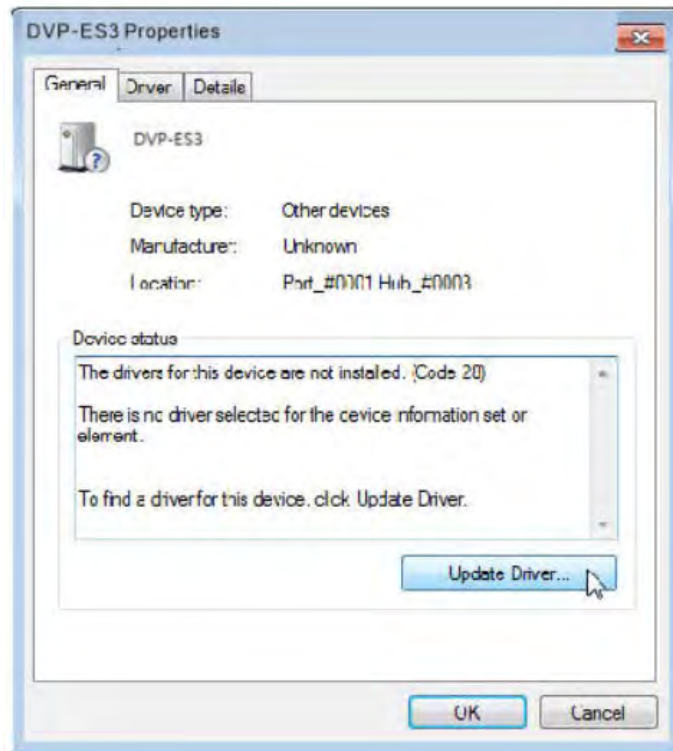 DVP-ES3 Properties
General Driver Details
DVP-ES3
Device type: Other devices
Manufacturer: Unknown
Location: Port_#0001.Hub_#0003
Device status
The drivers for this device are not installed. (Code 28)
There is no driver selected for the device information set or
element.
To find a driver for this device, click Update Driver.
Update Driver...
OK Cancel